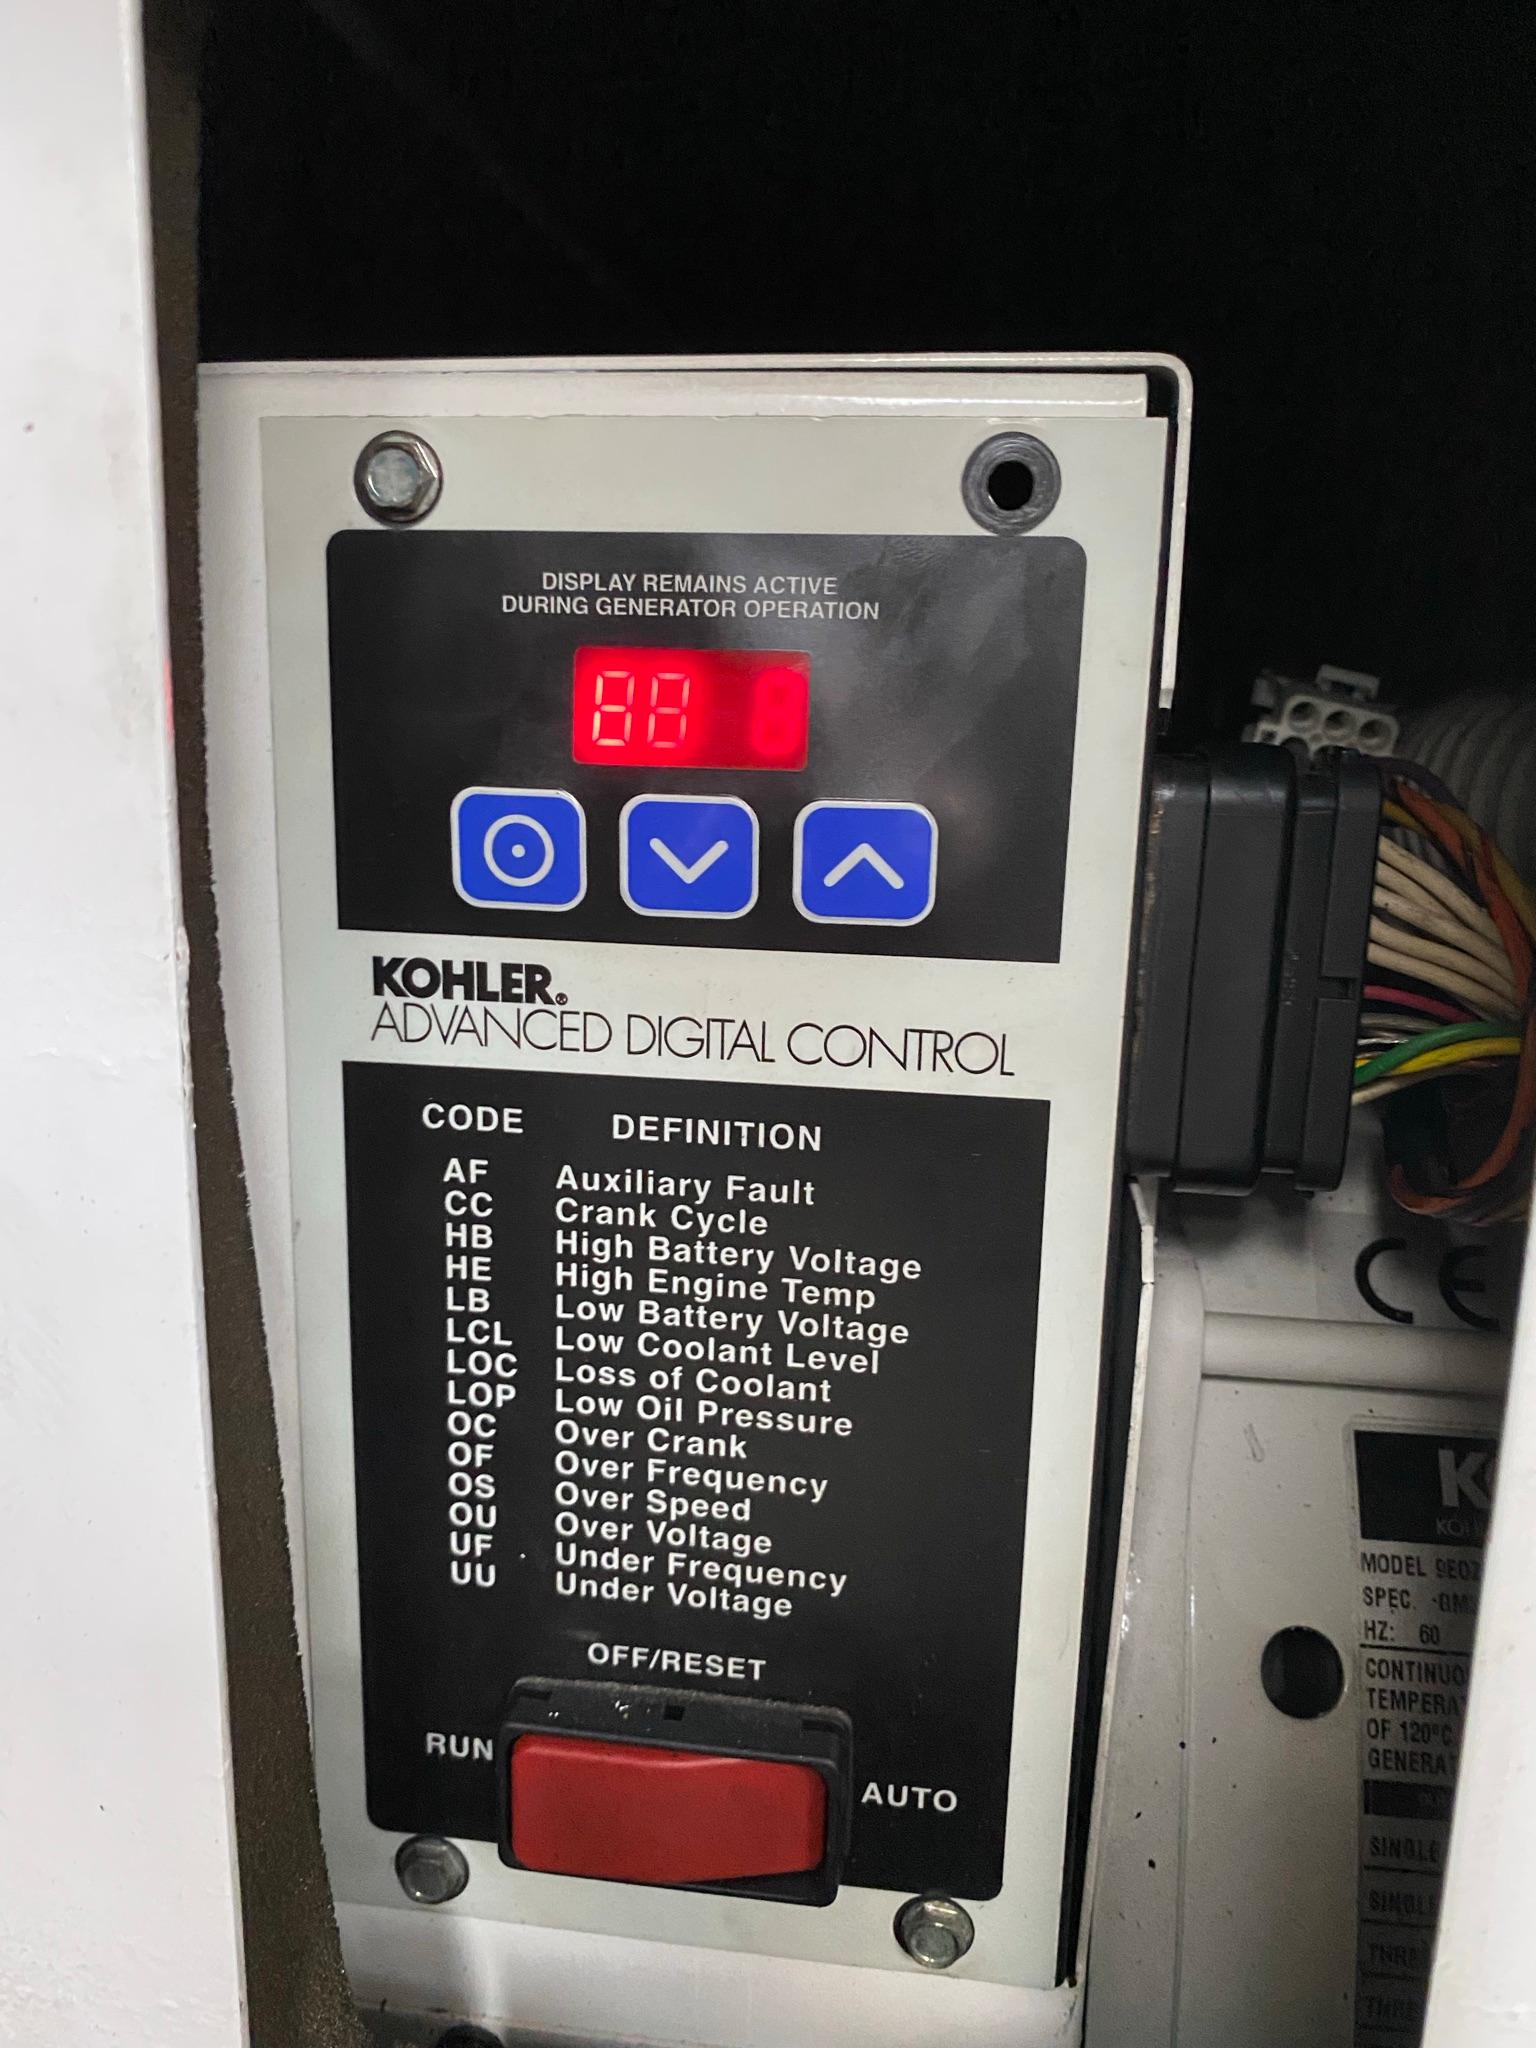 DISPLAY REMAINS ACTIVE
DURING GENERATOR OPERATION
KOHLER®
ADVANCED DIGITAL CONTROL
CODE DEFINITION
AF Auxiliary Fault
CC Crank Cycle
HB High Battery Voltage
HE High Engine Temp
LB Low Battery Voltage
LCL Low Coolant Level
LOC Loss of Coolant
LOP Low Oil Pressure
OC Over Crank
OF Over Frequency
OS Over Speed
OU Over Voltage
UF Under Frequency
UU Under Voltage
OFF/RESET
RUN
AUTO
CE
MODEL
SPEC.
HZ: 60
OF 120°C